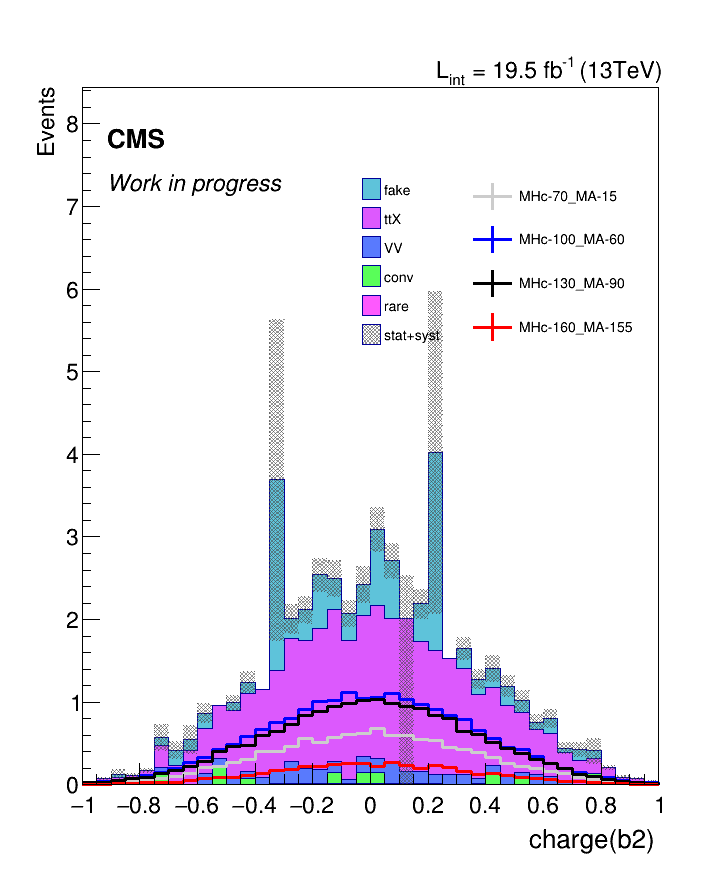 L_int = 19.5 fb^-1 (13TeV)
Events
CMS
Work in progress
fake
ttX
VV
conv
rare
stat+syst
MHc-70_MA-15
MHc-100_MA-60
MHc-130_MA-90
MHc-160_MA-155
8
7
6
5
4
3
2
1
0
−1 −0.8 −0.6 −0.4 −0.2 0 0.2 0.4 0.6 0.8 1
charge(b2)